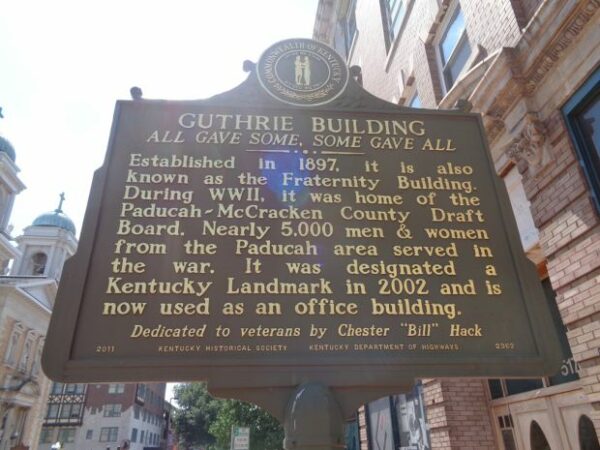 COMMONWEALTH OF KENTUCKY
GUTHRIE BUILDING
ALL GAVE SOME, SOME GAVE ALL
Established in 1897, it is also
known as the Fraternity Building.
During WWII, it was home of the
Paducah-McCracken County Draft
Board. Nearly 5,000 men & women
from the Paducah area served in
the war. It was designated a
Kentucky Landmark in 2002 and is
now used as an office building.
Dedicated to veterans by Chester "Bill" Hack
2011 KENTUCKY HISTORICAL SOCIETY KENTUCKY DEPARTMENT OF HIGHWAYS 2362